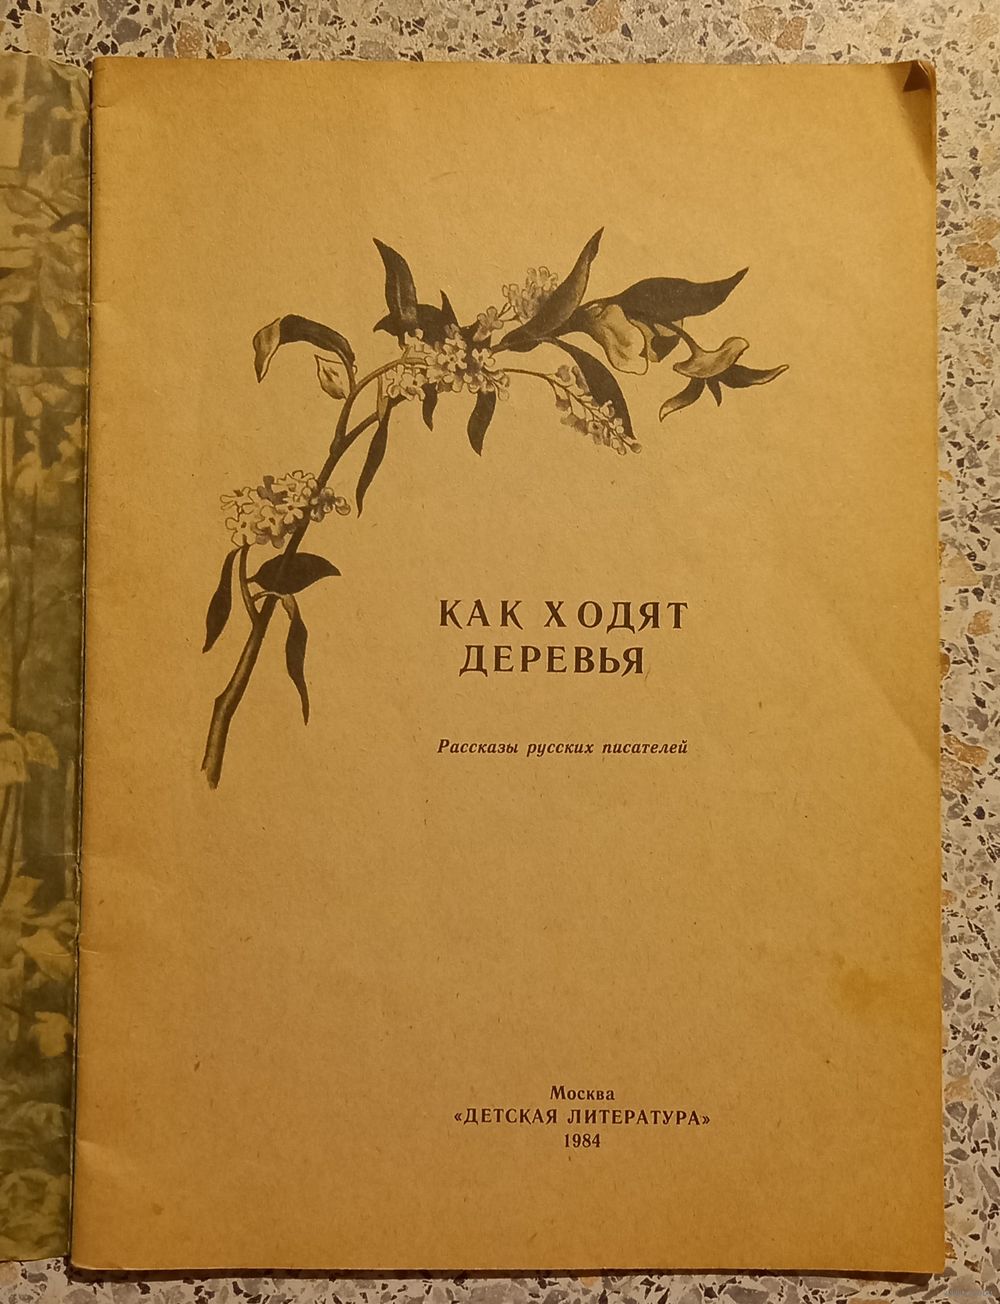 КАК ХОДЯТ
ДЕРЕВЬЯ
Рассказы русских писателей
Москва
«ДЕТСКАЯ ЛИТЕРАТУРА»
1984